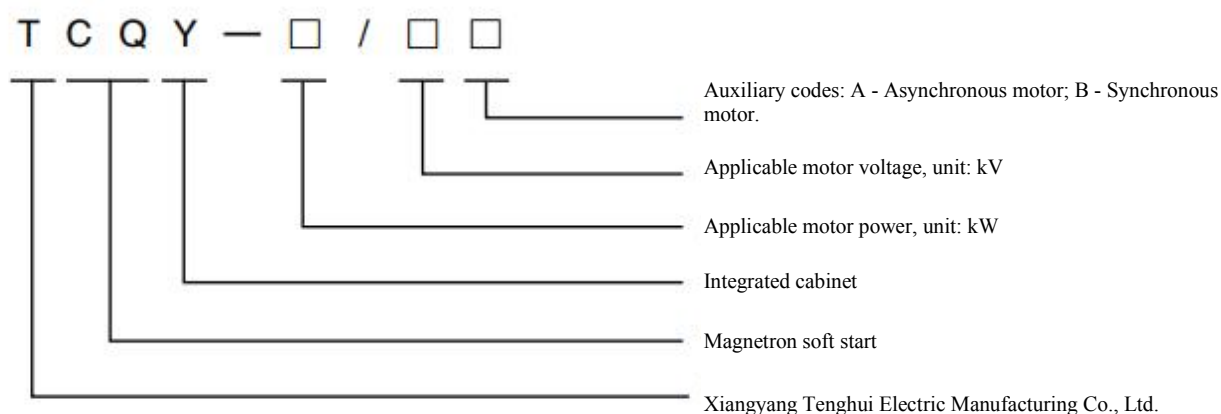 T C Q Y — □ / □ □
Auxiliary codes: A - Asynchronous motor; B - Synchronous
motor.
Applicable motor voltage, unit: kV
Applicable motor power, unit: kW
Integrated cabinet
Magnetron soft start
Xiangyang Tenghui Electric Manufacturing Co., Ltd.